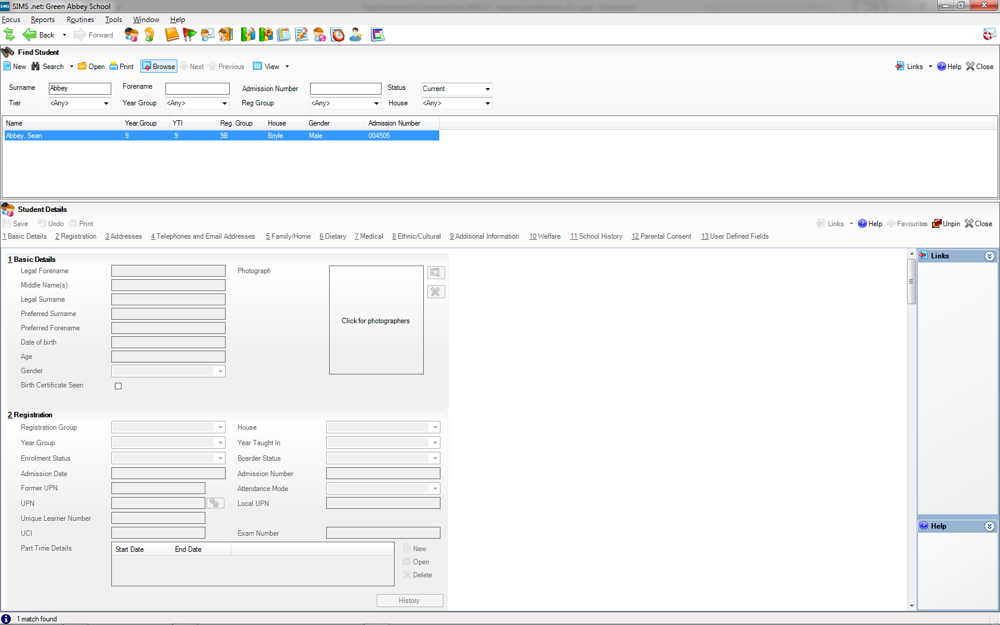 SIMS .net: Green Abbey School
Focus Reports Routines Tools Window Help
Back Forward
Find Student
New Search Open Print Browse Next Previous View Links Help Close
Surname Abbey Forename Admission Number Status Current
Tier <Any> Year Group <Any> Reg Group <Any> House <Any>
Name Year Group YTI Reg. Group House Gender Admission Number
Abbey, Sean 9 9 9B Boyle Male 004505
Student Details
Save Undo Print Links Help Favourites Unpin Close
1 Basic Details 2 Registration 3 Addresses 4 Telephones and Email Addresses 5 Family/Home 6 Dietary 7 Medical 8 Ethnic/Cultural 9 Additional Information 10 Welfare 11 School History 12 Parental Consent 13 User Defined Fields
1 Basic Details
Legal Forename Photograph
Middle Name(s)
Legal Surname
Preferred Surname
Click for photographers
Preferred Forename
Date of birth
Age
Gender
Birth Certificate Seen
2 Registration
Registration Group House
Year Group Year Taught In
Enrolment Status Boarder Status
Admission Date Admission Number
Former UPN Attendance Mode
UPN Local UPN
Unique Learner Number
UCI Exam Number
Part Time Details Start Date End Date New
Open
Delete
History
Links
Help
1 match found